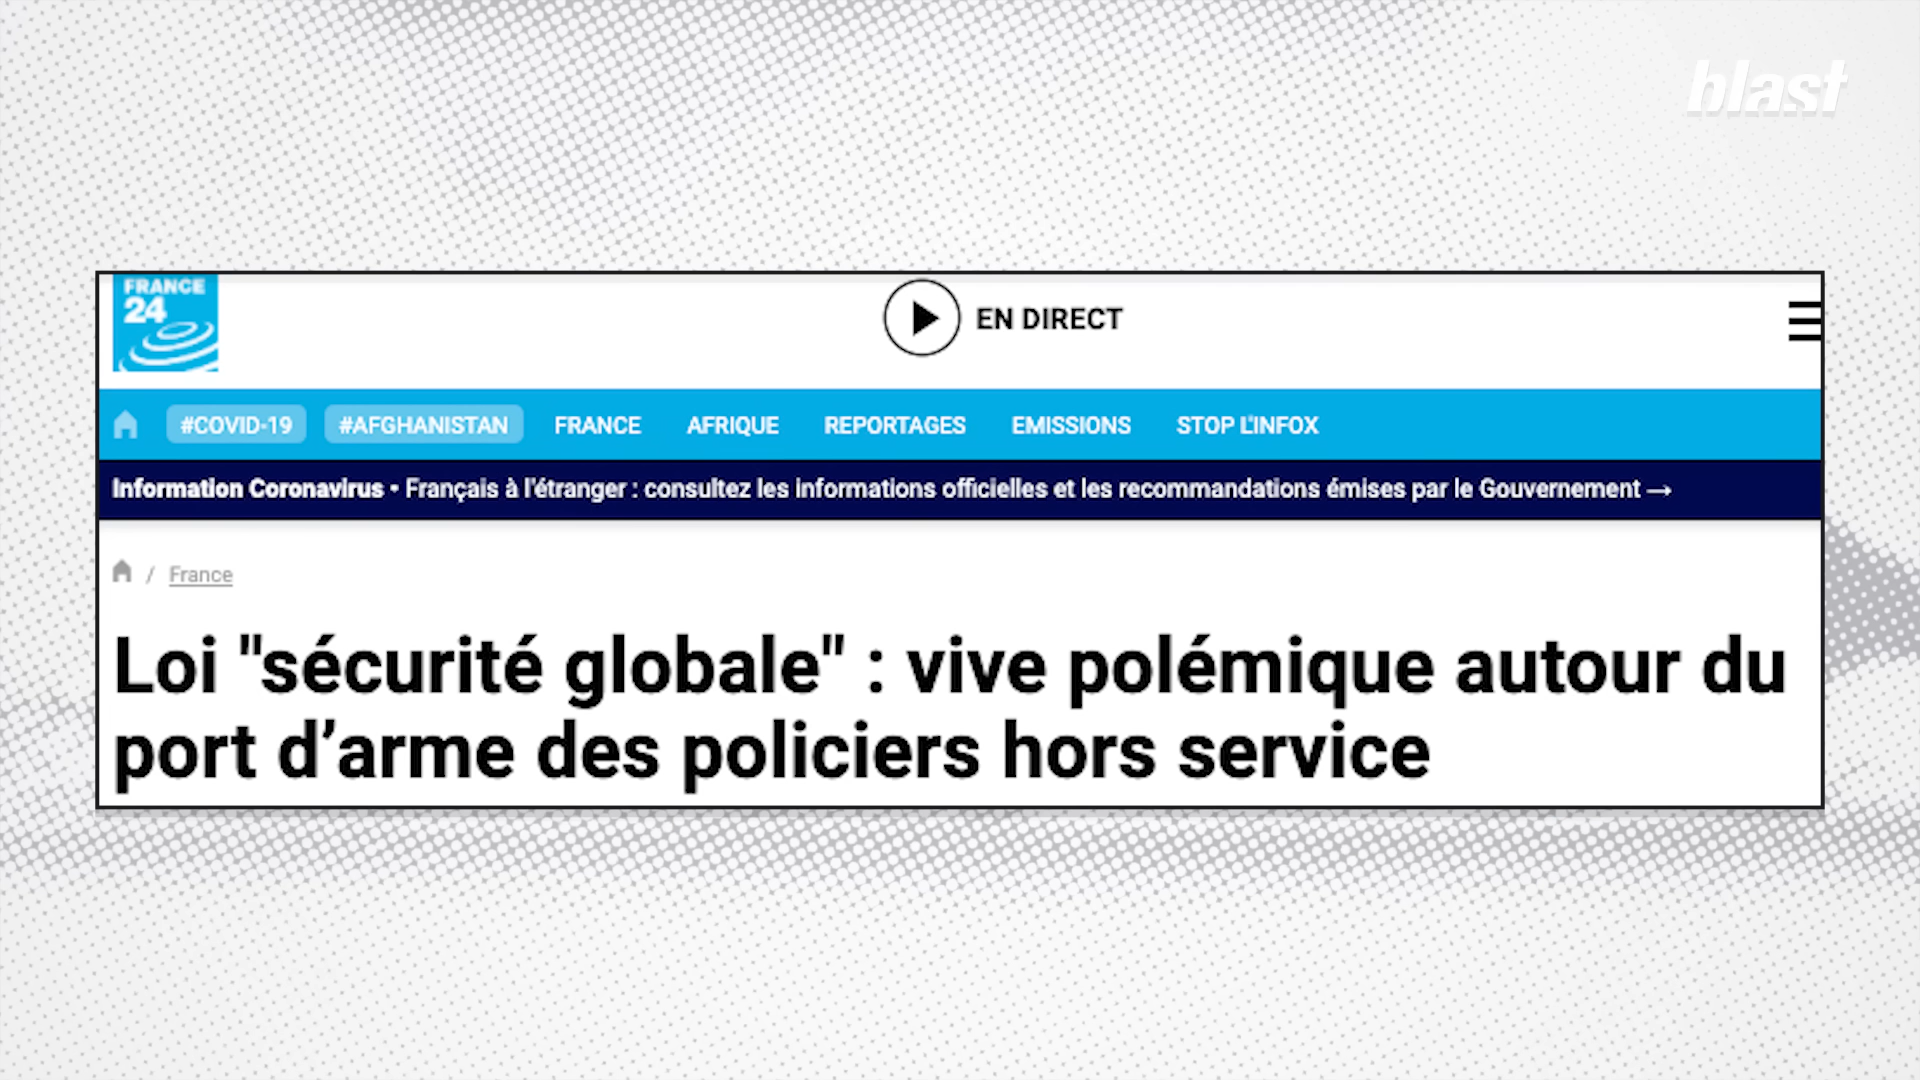 blast
FRANCE
24
EN DIRECT
#COVID-19 #AFGHANISTAN FRANCE AFRIQUE REPORTAGES EMISSIONS STOP L'INFOX
Information Coronavirus • Français à l'étranger : consultez les informations officielles et les recommandations émises par le Gouvernement →
/ France
Loi "sécurité globale" : vive polémique autour du
port d’arme des policiers hors service